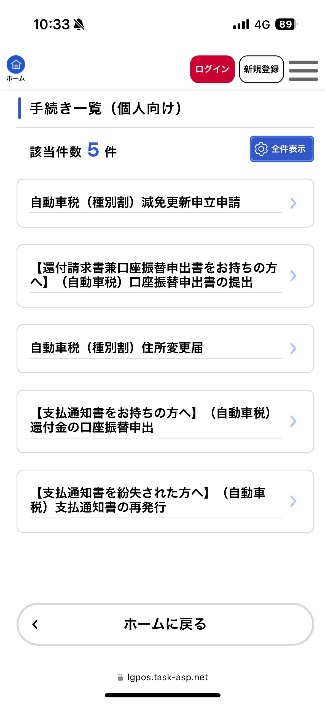 10:33
4G 89
ホーム
ログイン
新規登録
手続き一覧（個人向け）
該当件数 5 件
全件表示
自動車税（種別割）減免更新申立申請
【還付請求書兼口座振替申出書をお持ちの方
へ】（自動車税）口座振替申出書の提出
自動車税（種別割）住所変更届
【支払通知書をお持ちの方へ】（自動車税）
還付金の口座振替申出
【支払通知書を紛失された方へ】（自動車
税）支払通知書の再発行
ホームに戻る
lgpos.task-asp.net